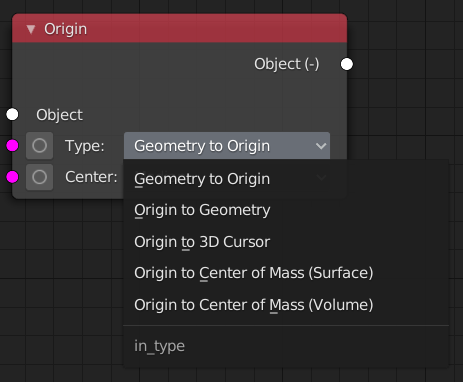 Origin
Object (-)
Object
Type: Geometry to Origin
Center:
Geometry to Origin
Origin to Geometry
Origin to 3D Cursor
Origin to Center of Mass (Surface)
Origin to Center of Mass (Volume)
in_type